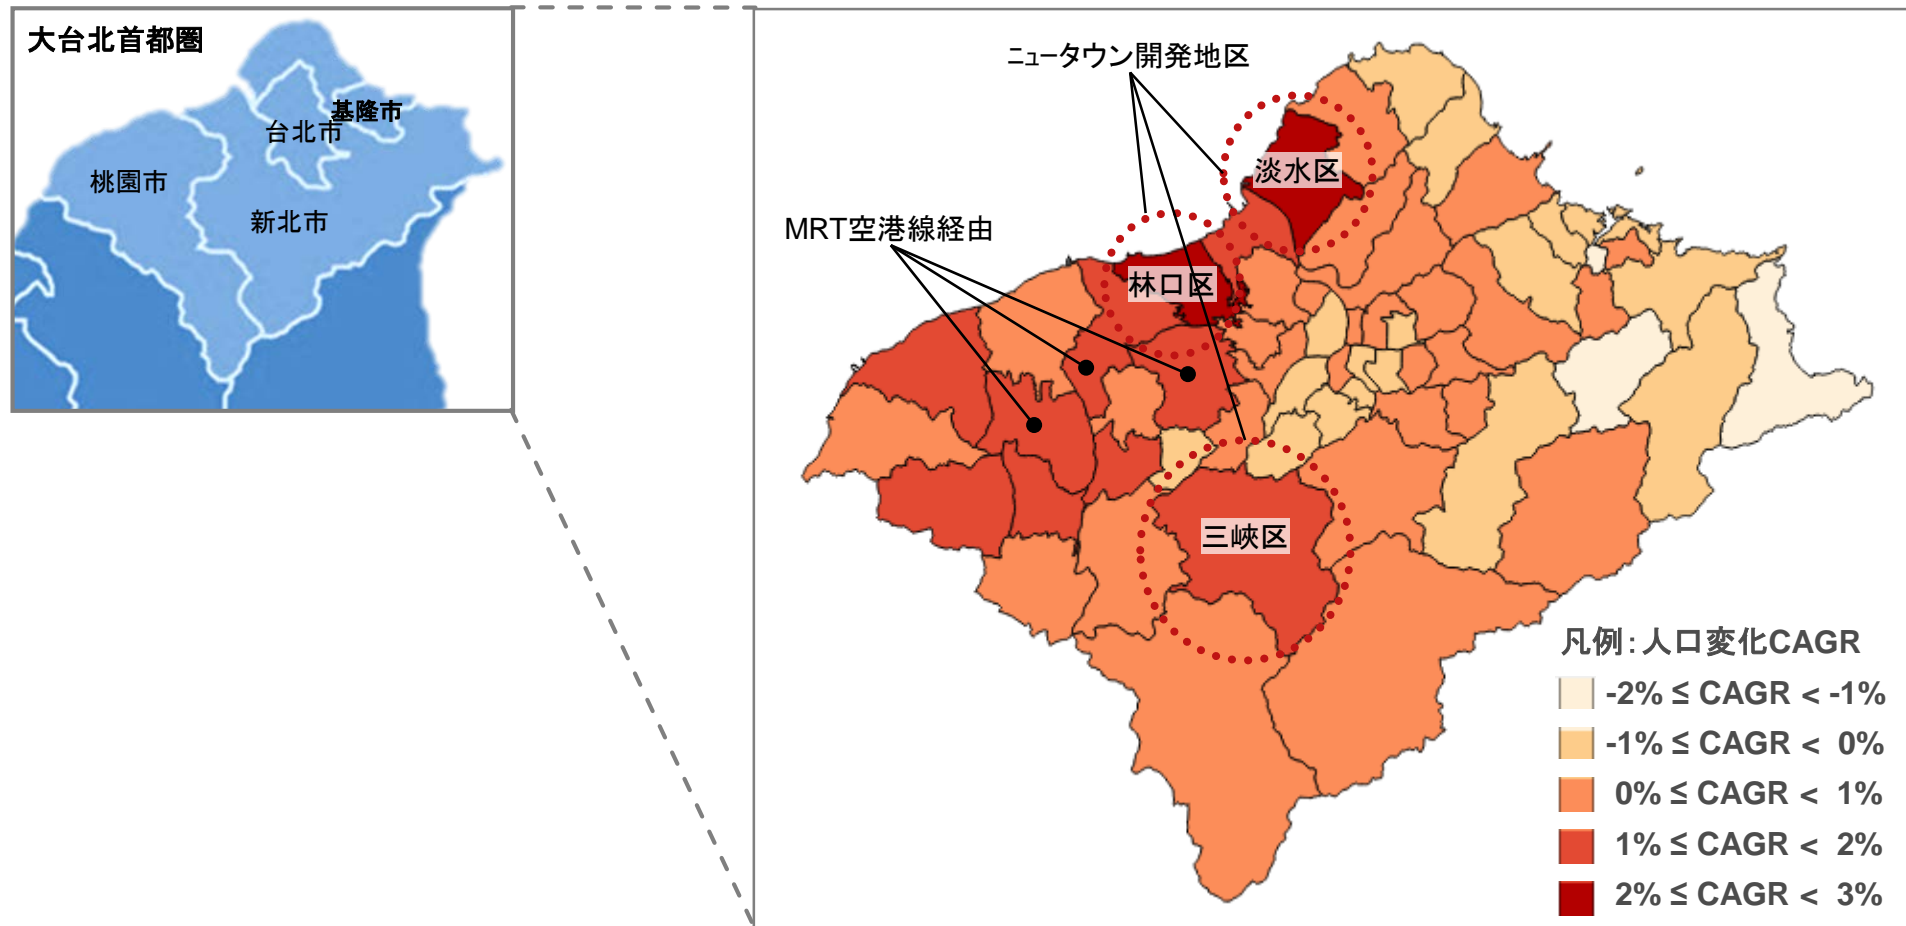 大台北首都圏
基隆市
台北市
桃園市
新北市
ニュータウン開発地区
淡水区
MRT空港線経由
林口区
三峽区
凡例:人口変化CAGR
-2% ≤ CAGR < -1%
-1% ≤ CAGR < 0%
0% ≤ CAGR < 1%
1% ≤ CAGR < 2%
2% ≤ CAGR < 3%